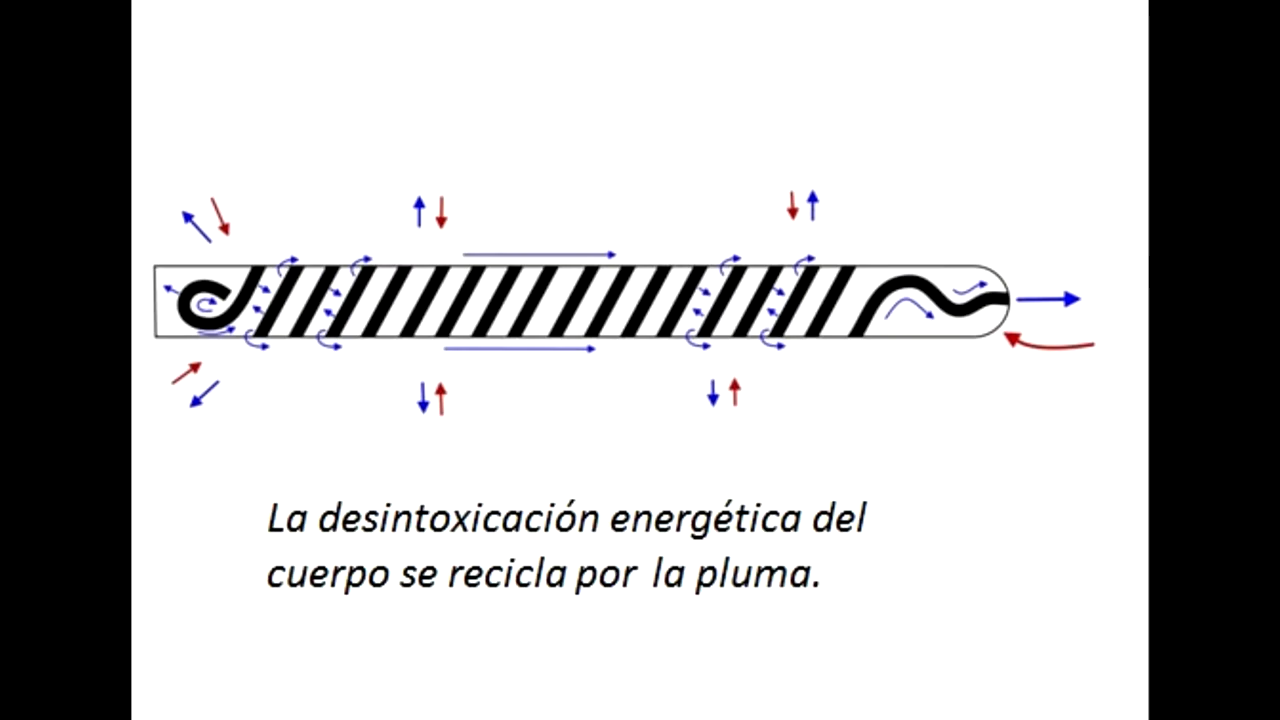 La desintoxicación energética del
cuerpo se recicla por la pluma.